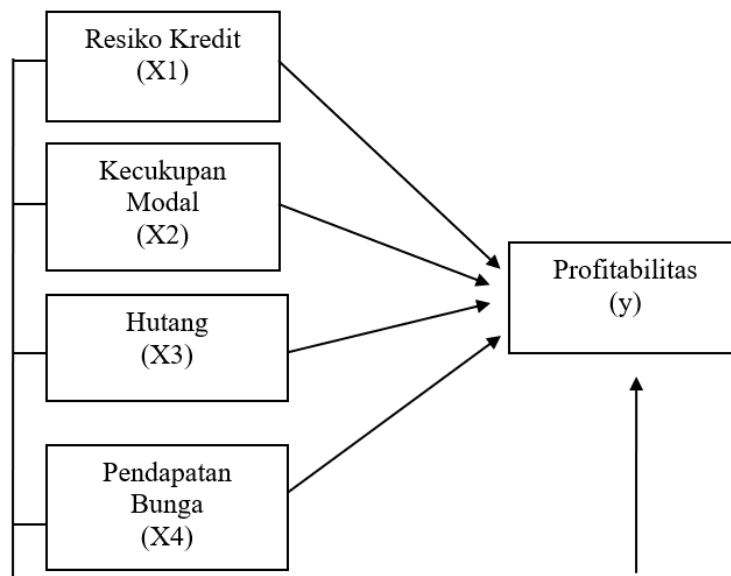 Resiko Kredit
(X1)
Kecukupan
Modal
(X2)
Hutang
(X3)
Pendapatan
Bunga
(X4)
Profitabilitas
(y)